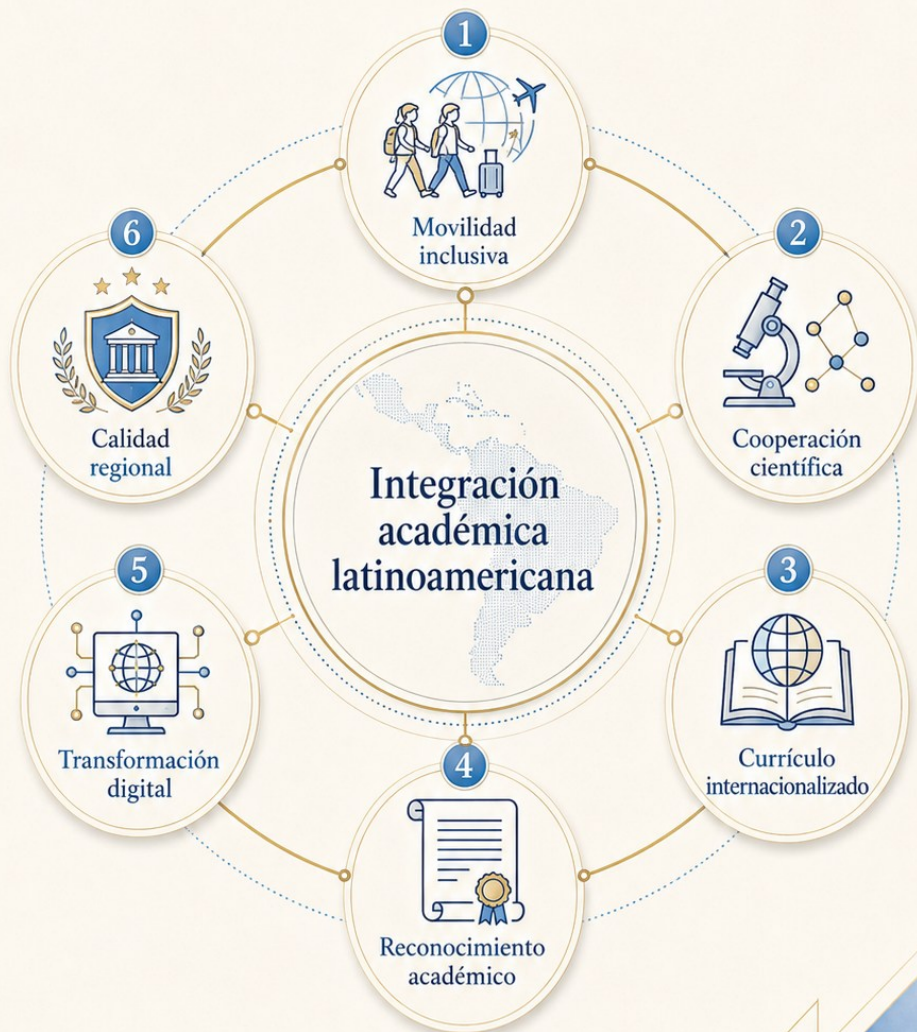 1
Movilidad
inclusiva
2
Cooperación
científica
3
Currículo
internacionalizado
4
Reconocimiento
académico
5
Transformación
digital
6
Calidad
regional
Integración
académica
latinoamericana